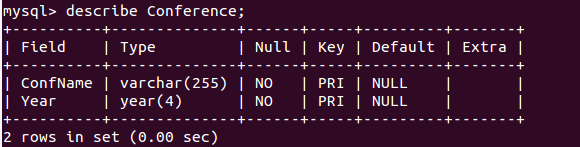 mysql> describe Conference;
+----------+--------------+------+-----+---------+-------+
| Field    | Type         | Null | Key | Default | Extra |
+----------+--------------+------+-----+---------+-------+
| ConfName | varchar(255) | NO   | PRI | NULL    |       |
| Year     | year(4)      | NO   | PRI | NULL    |       |
+----------+--------------+------+-----+---------+-------+
2 rows in set (0.00 sec)